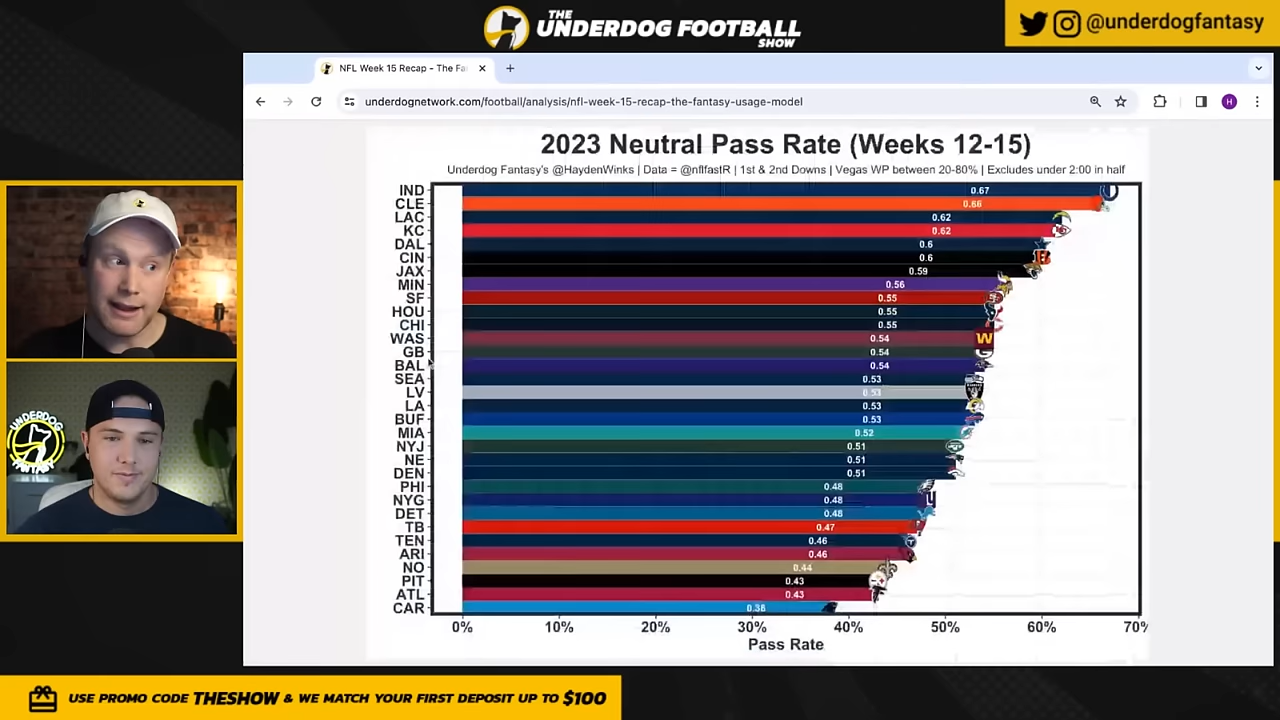 THE
UNDERDOG FOOTBALL
SHOW
@underdogfantasy
NFL Week 15 Recap - The Fa
underdognetwork.com/football/analysis/nfl-week-15-recap-the-fantasy-usage-model
H
2023 Neutral Pass Rate (Weeks 12-15)
Underdog Fantasy's @HaydenWinks | Data = @nflfastR | 1st & 2nd Downs | Vegas WP between 20-80% | Excludes under 2:00 in half
IND 0.67
CLE 0.66
LAC 0.62
KC 0.62
DAL 0.6
CIN 0.6
JAX 0.59
MIN 0.56
SF 0.55
HOU 0.55
CHI 0.55
WAS 0.54 W
GB 0.54
BAL 0.54
SEA 0.53
LV 0.53
LA 0.53
BUF 0.53
MIA 0.52
NYJ 0.51
NE 0.51
DEN 0.51
PHI 0.48
NYG 0.48
DET 0.48
TB 0.47
TEN 0.46
ARI 0.46
NO 0.44
PIT 0.43
ATL 0.43
CAR 0.38
0% 10% 20% 30% 40% 50% 60% 70%
Pass Rate
UNDERDOG
FANTASY
USE PROMO CODE THESHOW & WE MATCH YOUR FIRST DEPOSIT UP TO $100